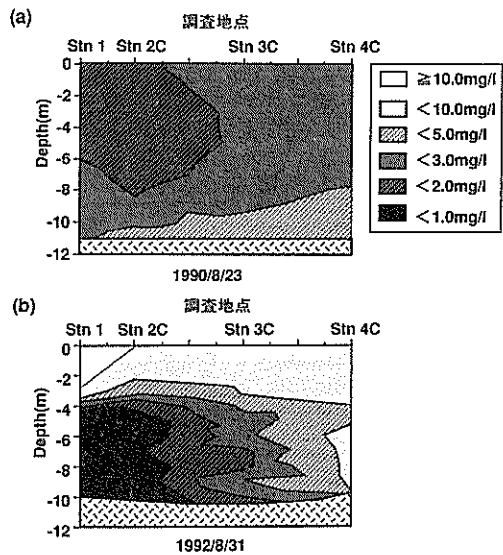 (a)
調査地点
Stn 1 Stn 2C Stn 3C Stn 4C
0
-2
-4
-6
-8
-10
-12
Depth(m)
1990/8/23
≧10.0mg/l
<10.0mg/l
<5.0mg/l
<3.0mg/l
<2.0mg/l
<1.0mg/l
(b)
調査地点
Stn 1 Stn 2C Stn 3C Stn 4C
0
-2
-4
-6
-8
-10
-12
Depth(m)
1992/8/31